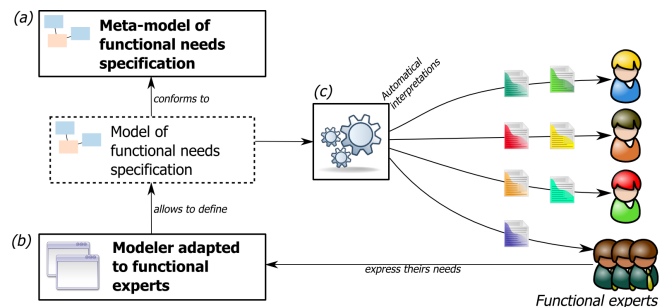 (a)
Meta-model of
functional needs
specification
conforms to
Model of
functional needs
specification
allows to define
(b)
Modeler adapted
to functional
experts
(c)
Automatical
interpretations
express theirs needs
Functional experts